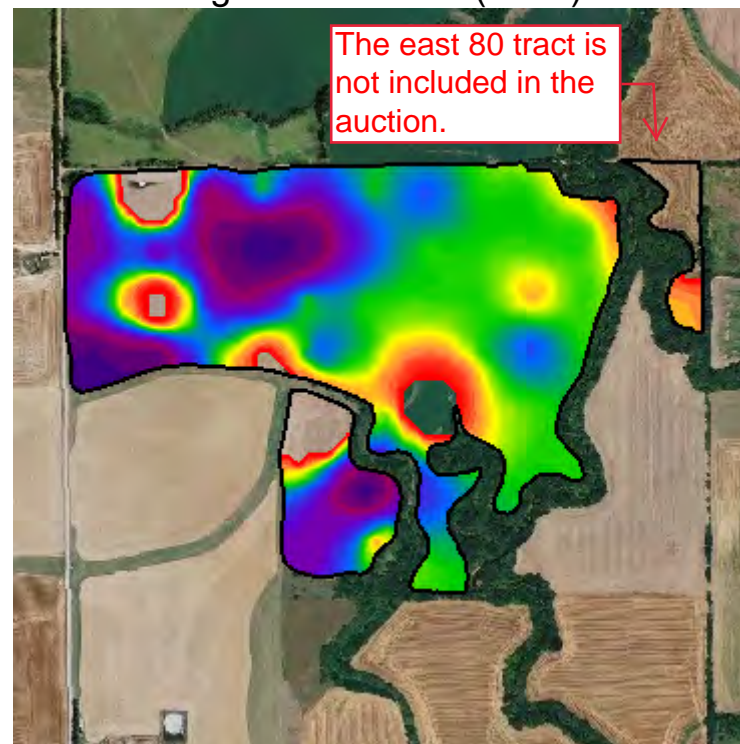 The east 80 tract is
not included in the
auction.